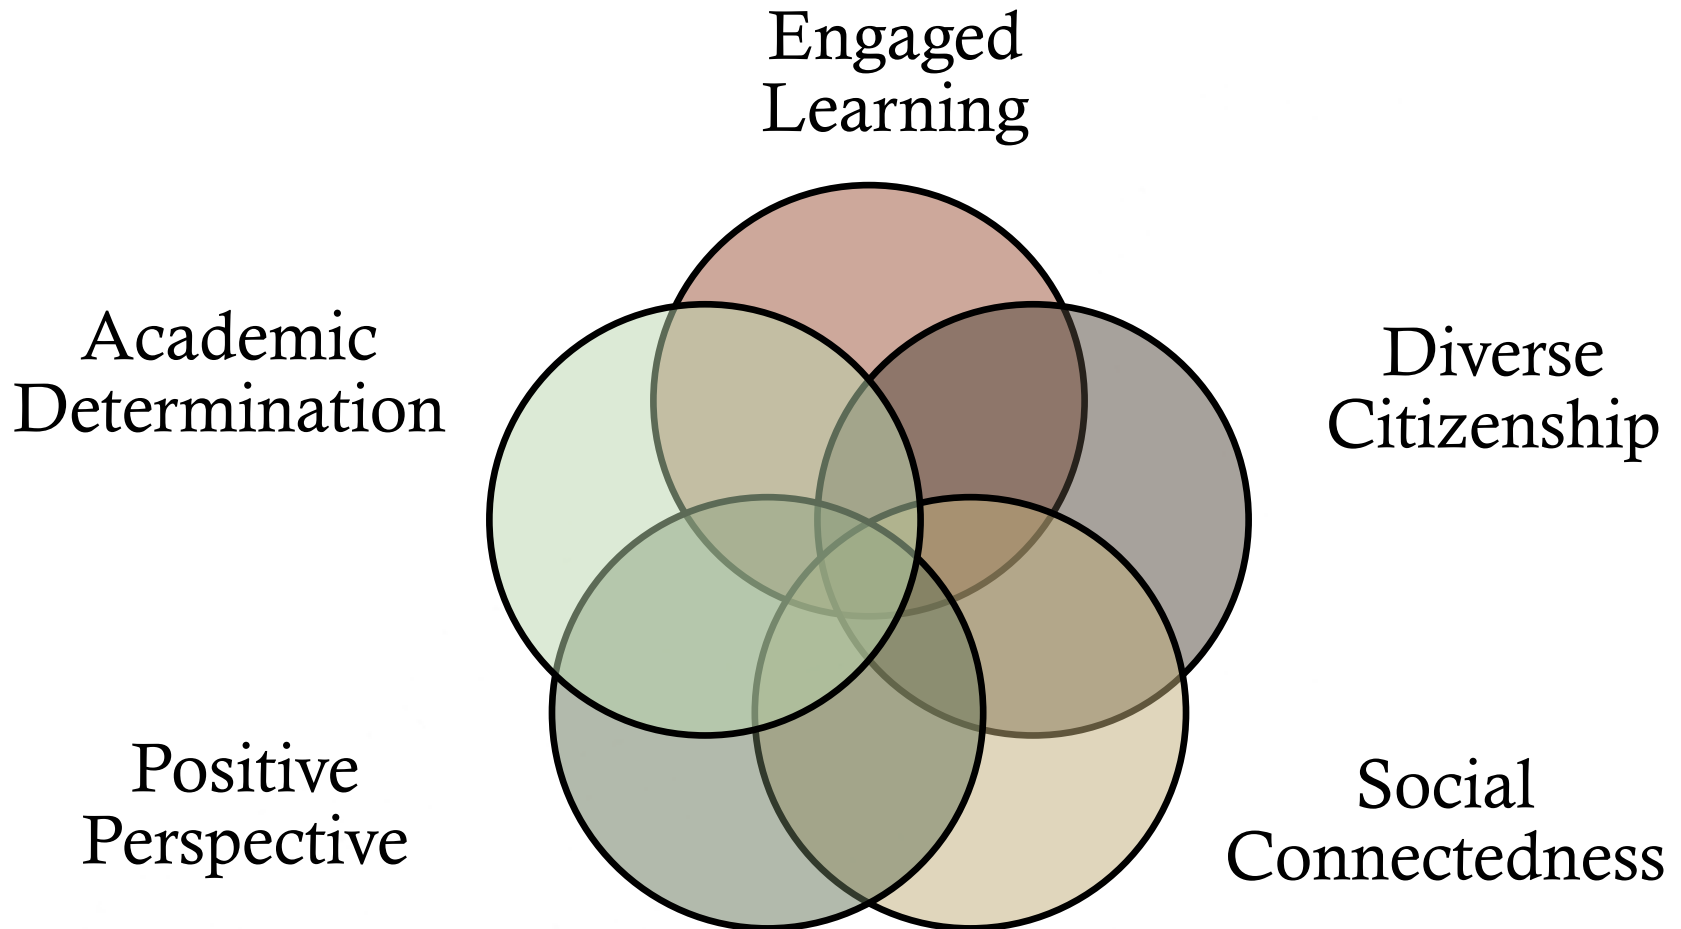 Engaged
Learning
Academic
Determination
Diverse
Citizenship
Positive
Perspective
Social
Connectedness